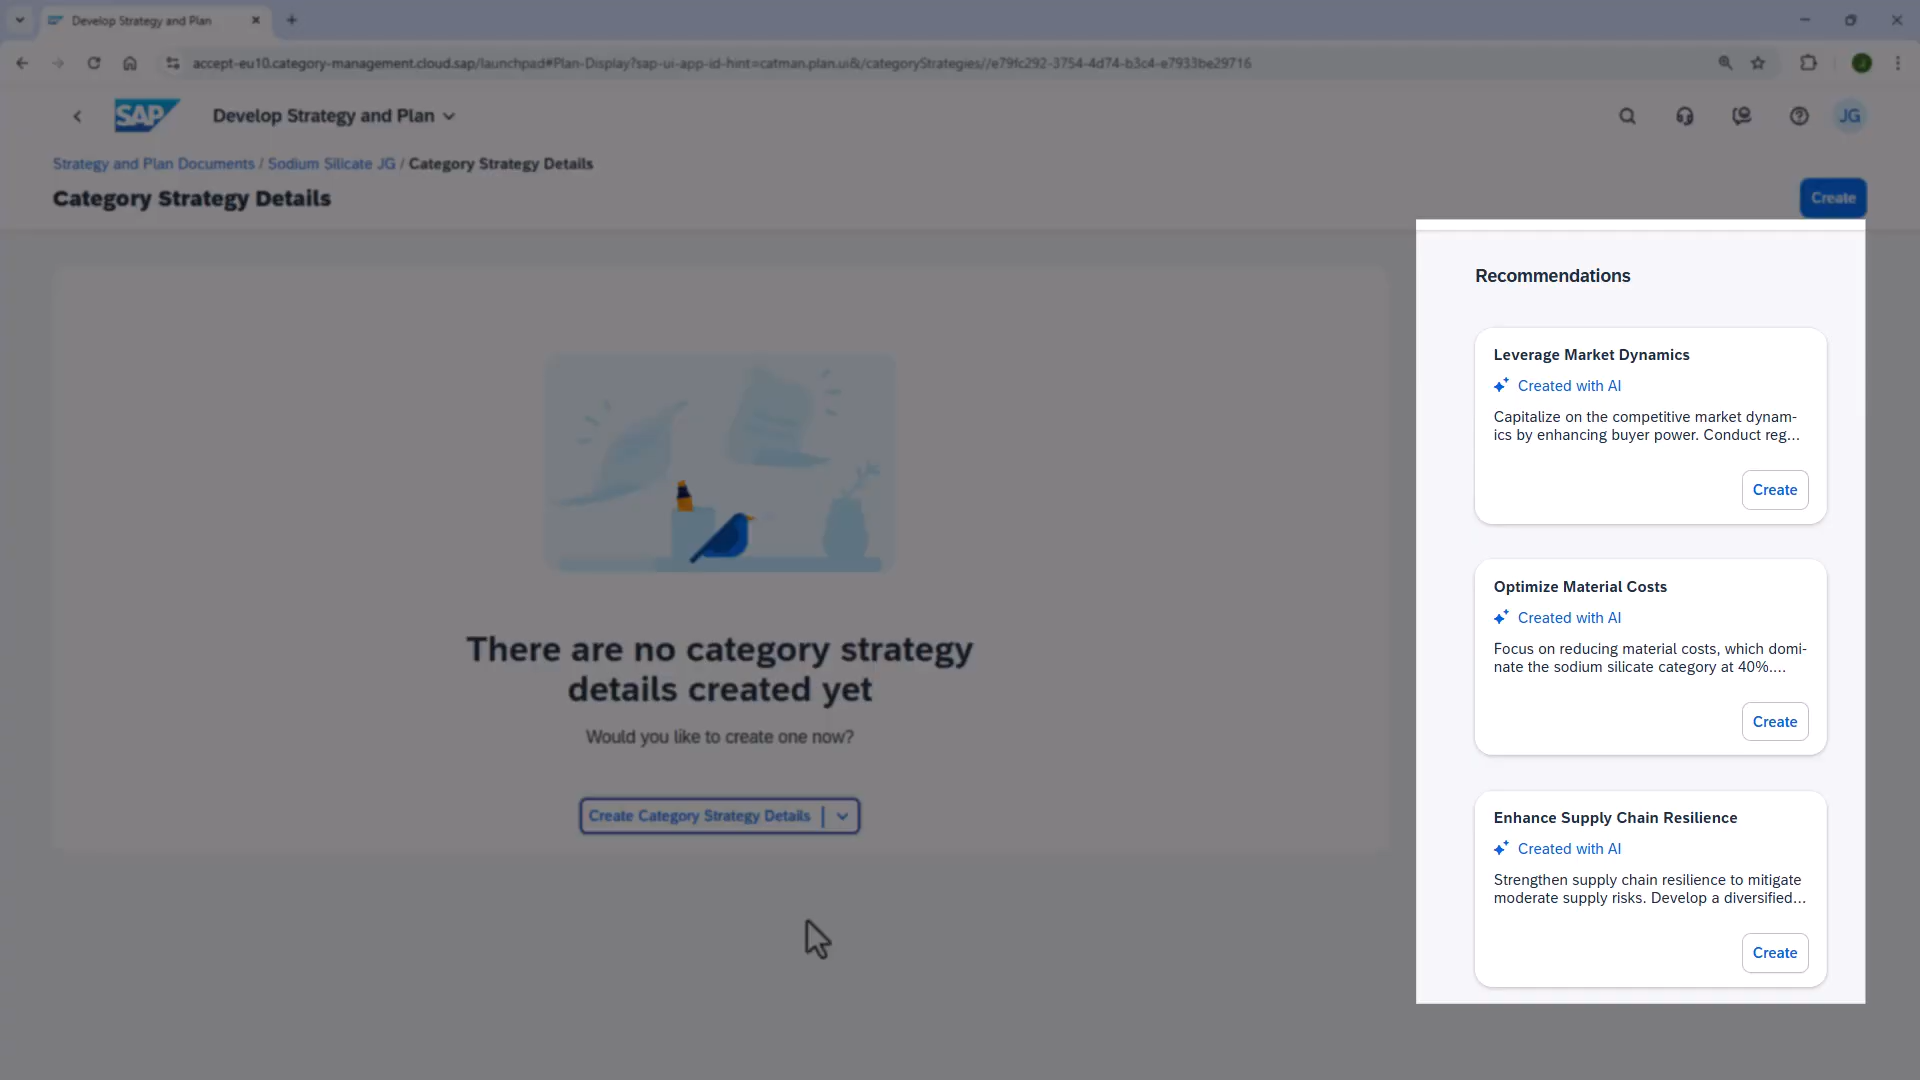 Develop Strategy and Plan
accept-eu10.category-management.cloud.sap/launchpad#Plan-Display?sap-ui-app-id-hint=catman.plan.ui&/categoryStrategies//e79fc292-3754-4d74-b3c4-e7933be29716
SAP
Develop Strategy and Plan
JG
Strategy and Plan Documents / Sodium Silicate JG / Category Strategy Details
Category Strategy Details
Create
There are no category strategy
details created yet
Would you like to create one now?
Create Category Strategy Details
Recommendations
Leverage Market Dynamics
Created with AI
Capitalize on the competitive market dynam-
ics by enhancing buyer power. Conduct reg...
Create
Optimize Material Costs
Created with AI
Focus on reducing material costs, which domi-
nate the sodium silicate category at 40%....
Create
Enhance Supply Chain Resilience
Created with AI
Strengthen supply chain resilience to mitigate
moderate supply risks. Develop a diversified...
Create